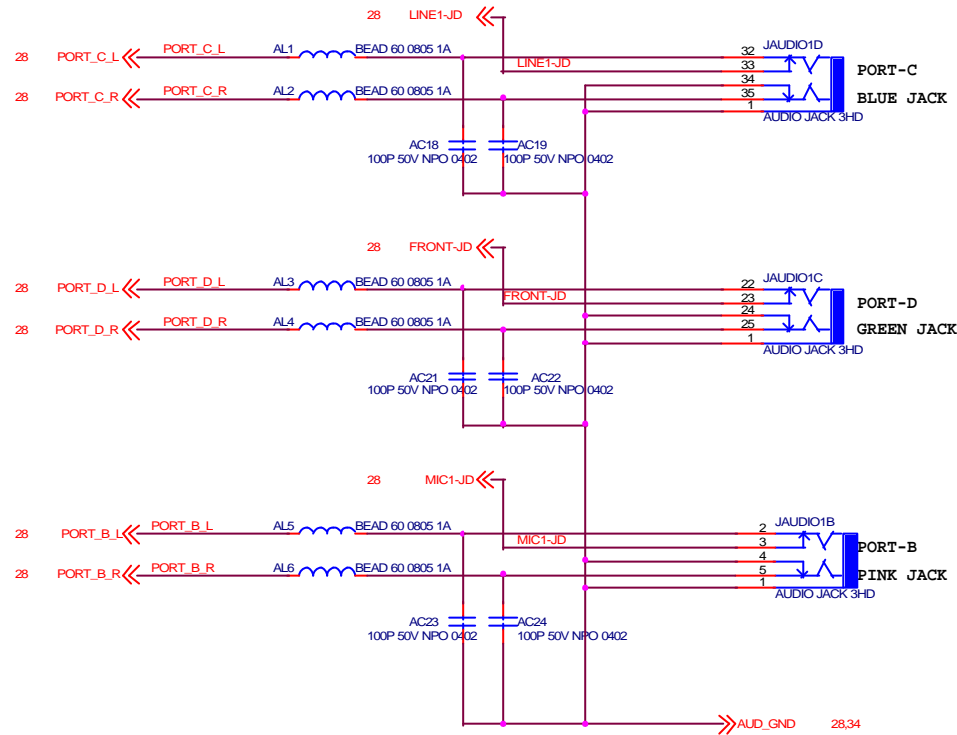 28 LINE1-JD
28 PORT_C_L PORT_C_L AL1 BEAD 60 0805 1A 32 JAUDIO1D
LINE1-JD 33 PORT-C
34
28 PORT_C_R PORT_C_R AL2 BEAD 60 0805 1A 35 BLUE JACK
1 AUDIO JACK 3HD
AC18 AC19
100P 50V NPO 0402 100P 50V NPO 0402
28 FRONT-JD
28 PORT_D_L PORT_D_L AL3 BEAD 60 0805 1A 22 JAUDIO1C
FRONT-JD 23 PORT-D
24
28 PORT_D_R PORT_D_R AL4 BEAD 60 0805 1A 25 GREEN JACK
1 AUDIO JACK 3HD
AC21 AC22
100P 50V NPO 0402 100P 50V NPO 0402
28 MIC1-JD
28 PORT_B_L PORT_B_L AL5 BEAD 60 0805 1A 2 JAUDIO1B
MIC1-JD 3 PORT-B
4
28 PORT_B_R PORT_B_R AL6 BEAD 60 0805 1A 5 PINK JACK
1 AUDIO JACK 3HD
AC23 AC24
100P 50V NPO 0402 100P 50V NPO 0402
AUD_GND 28,34